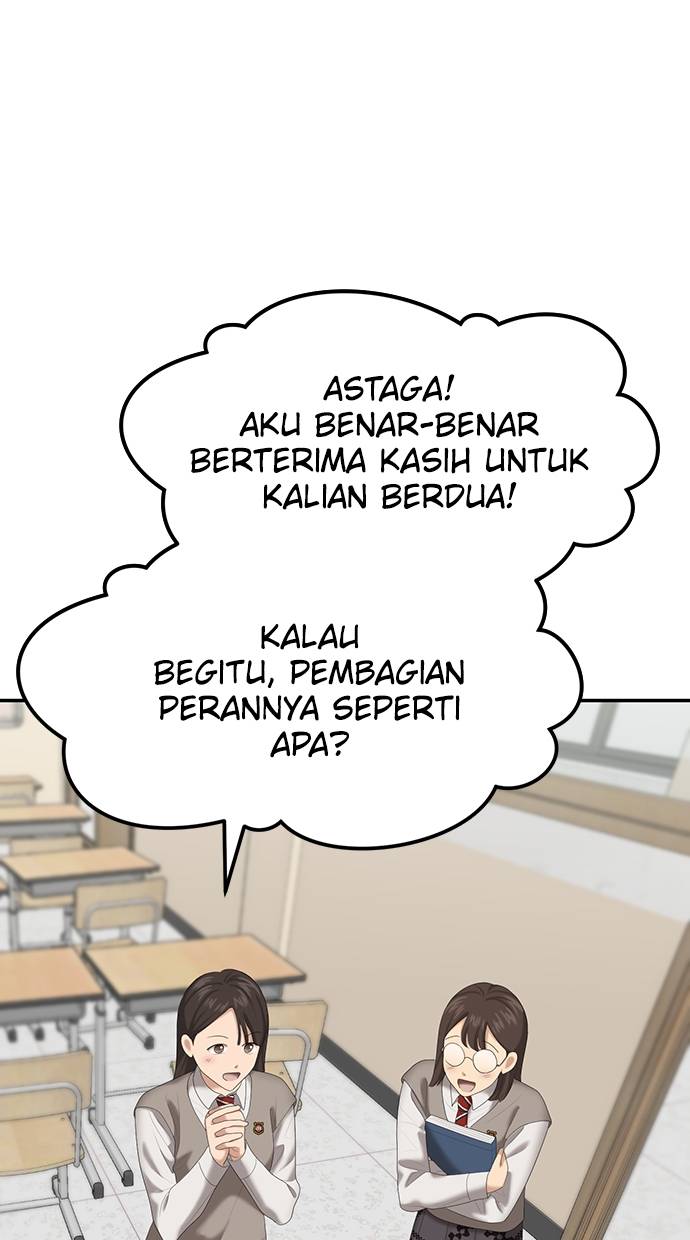 ASTAGA!
AKU BENAR-BENAR
BERTERIMA KASIH UNTUK
KALIAN BERDUA!
KALAU
BEGITU, PEMBAGIAN
PERANNYA SEPERTI
APA?